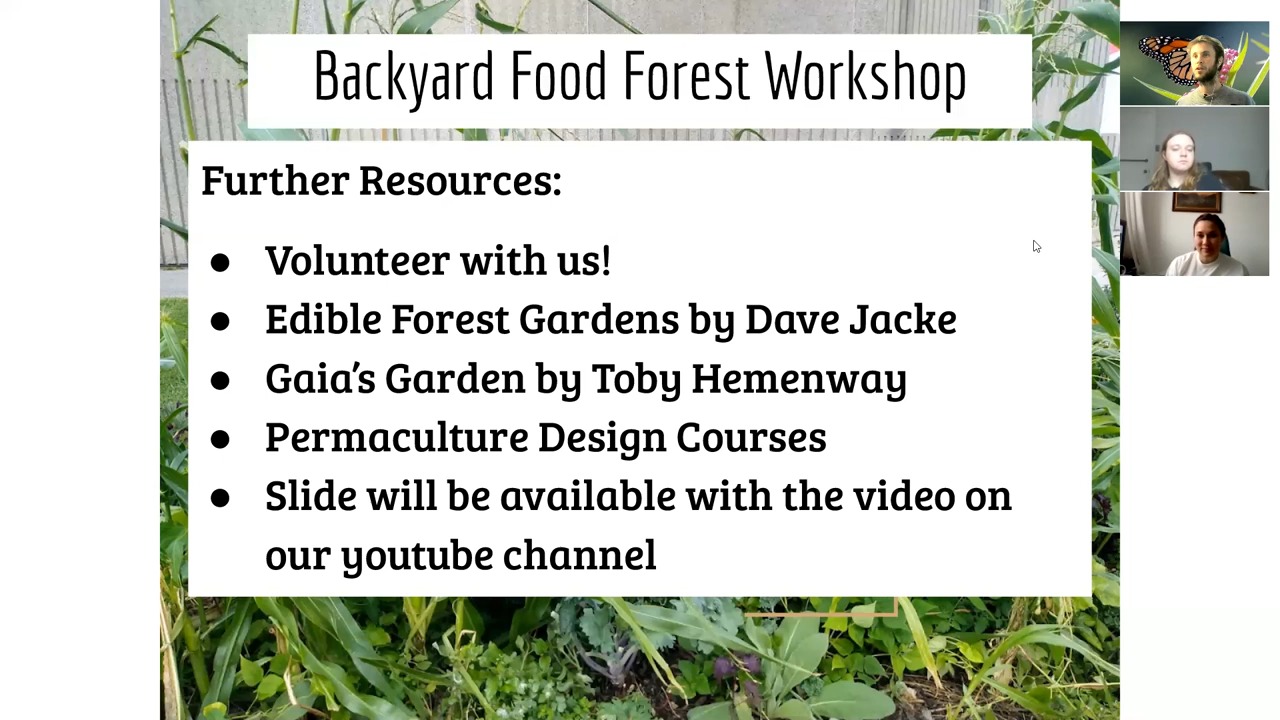 Backyard Food Forest Workshop
Further Resources:
● Volunteer with us!
● Edible Forest Gardens by Dave Jacke
● Gaia's Garden by Toby Hemenway
● Permaculture Design Courses
● Slide will be available with the video on
our youtube channel